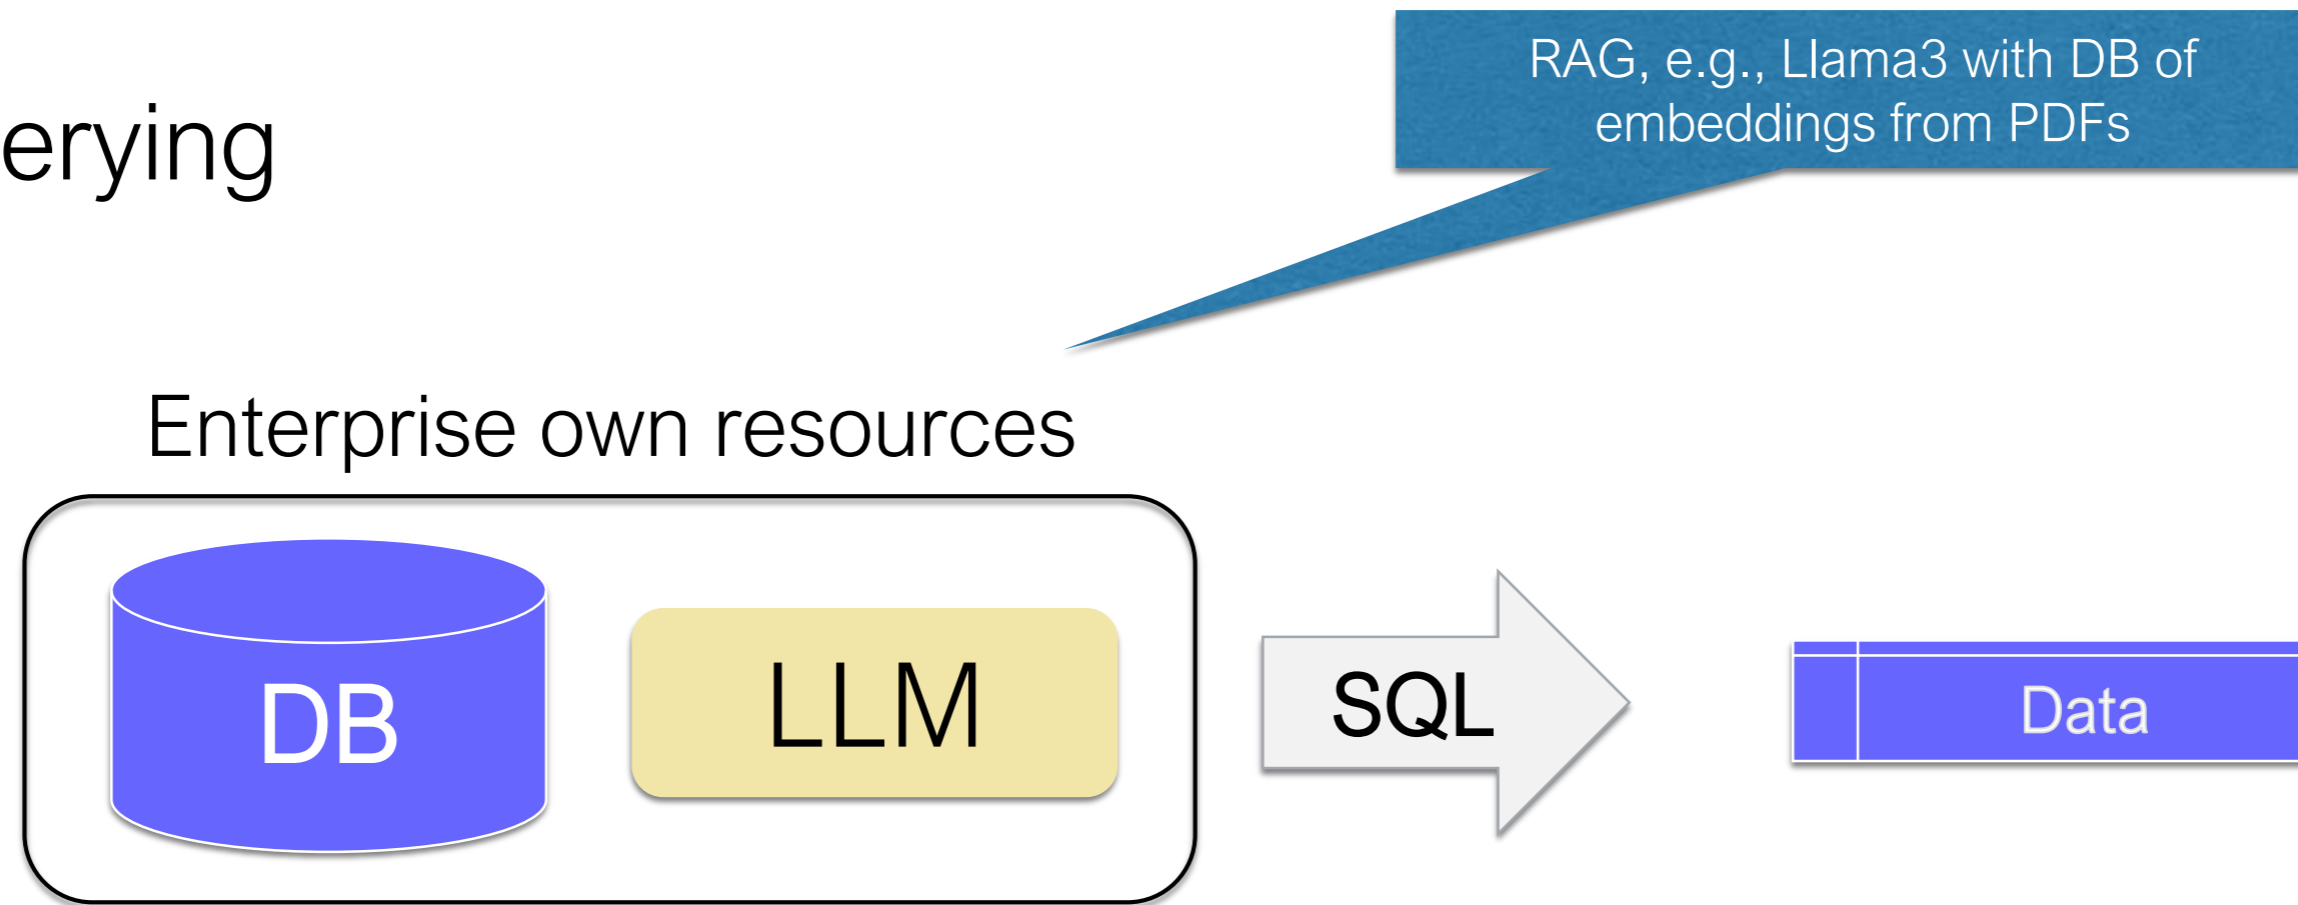 RAG, e.g., Llama3 with DB of
embeddings from PDFs
erying
Enterprise own resources
DB
LLM
SQL
Data